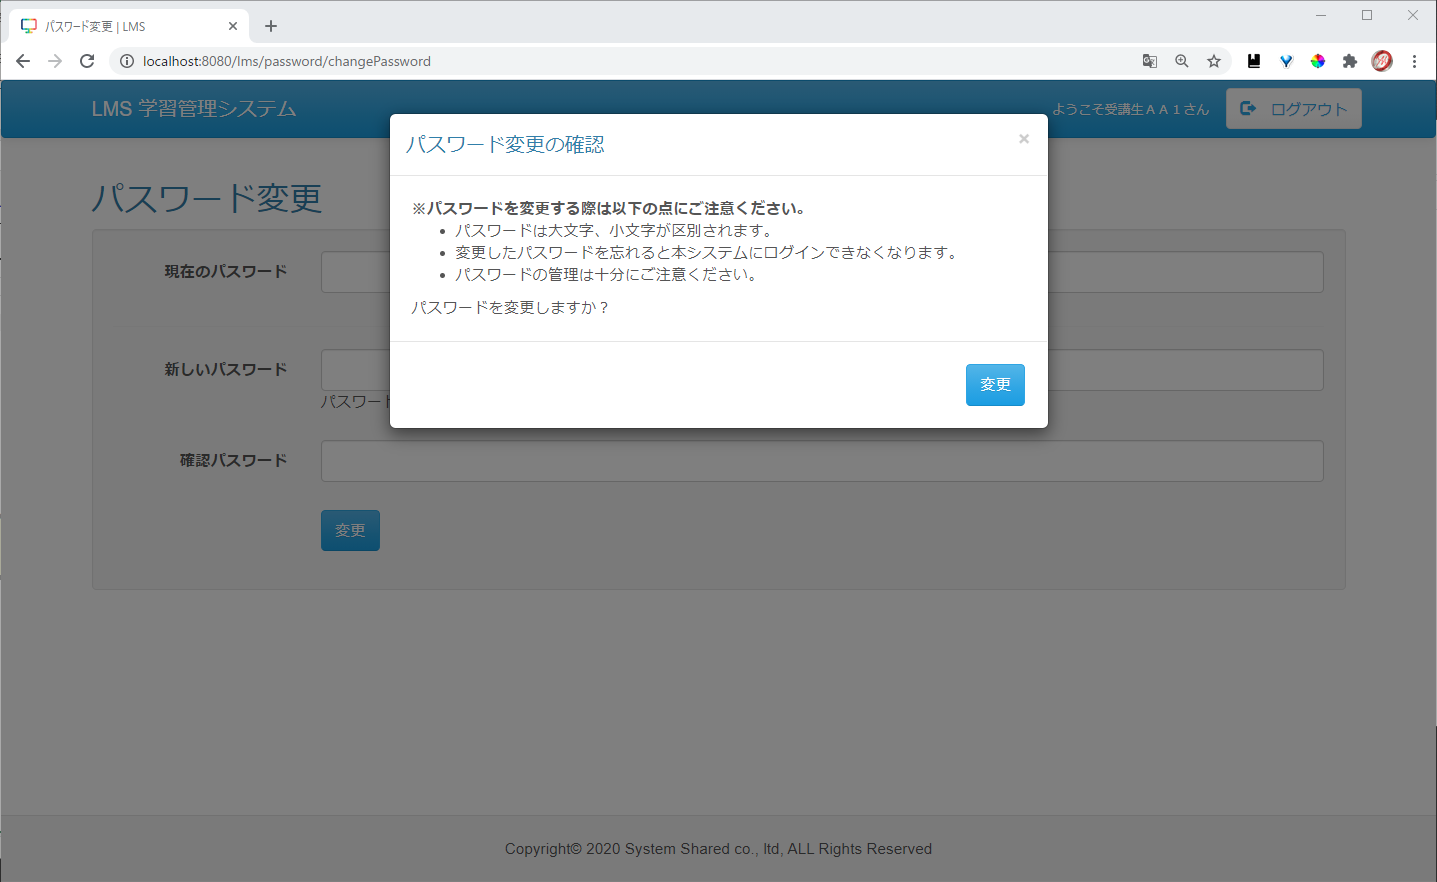 パスワード変更 | LMS
localhost:8080/lms/password/changePassword
LMS 学習管理システム
ようこそ受講生ＡＡ１さん
ログアウト
パスワード変更の確認
×
※パスワードを変更する際は以下の点にご注意ください。
• パスワードは大文字、小文字が区別されます。
• 変更したパスワードを忘れると本システムにログインできなくなります。
• パスワードの管理は十分にご注意ください。
パスワードを変更しますか？
変更
パスワード変更
現在のパスワード
新しいパスワード
パスワー
確認パスワード
変更
Copyright© 2020 System Shared co., ltd, ALL Rights Reserved